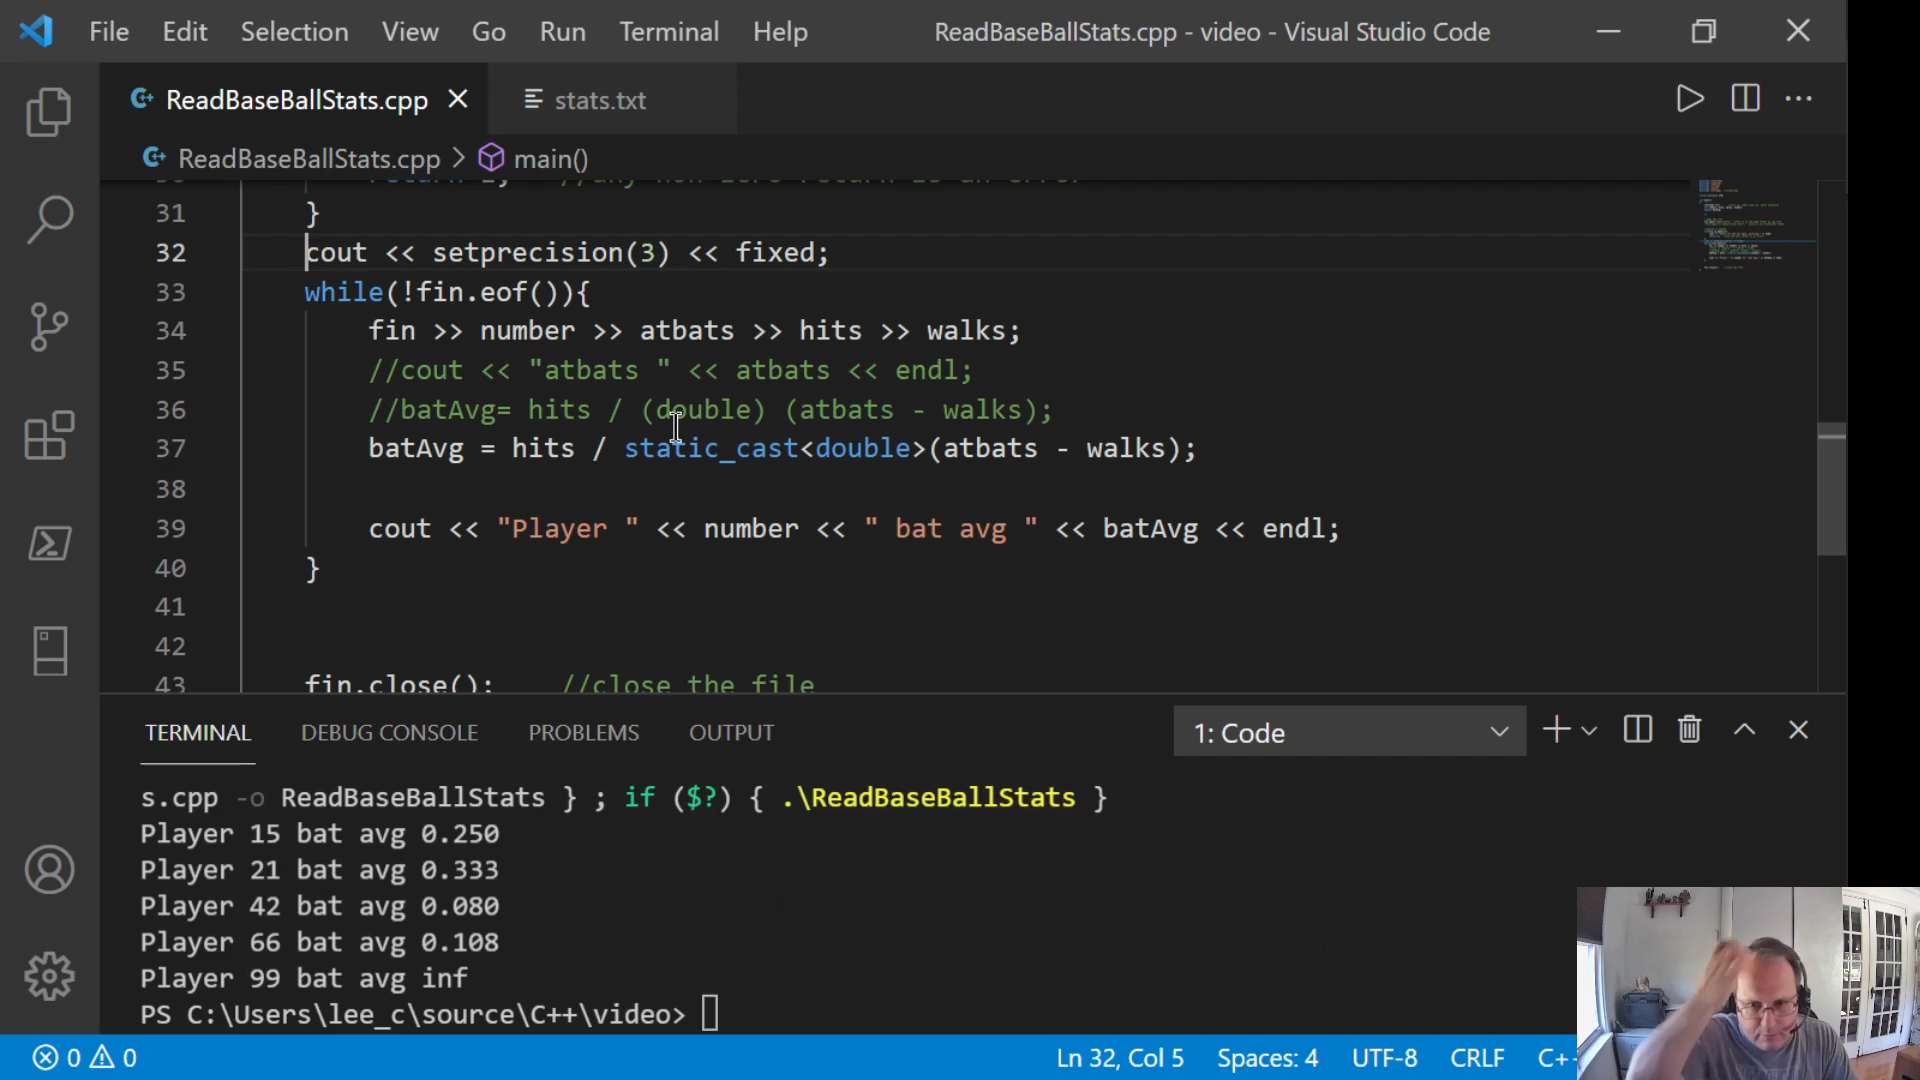 File Edit Selection View Go Run Terminal Help ReadBaseBallStats.cpp - video - Visual Studio Code
ReadBaseBallStats.cpp stats.txt
ReadBaseBallStats.cpp > main()
31 }
32 cout << setprecision(3) << fixed;
33 while(!fin.eof()){
34 fin >> number >> atbats >> hits >> walks;
35 //cout << "atbats " << atbats << endl;
36 //batAvg= hits / (double) (atbats - walks);
37 batAvg = hits / static_cast<double>(atbats - walks);
38
39 cout << "Player " << number << " bat avg " << batAvg << endl;
40 }
41
42
43 fin.close(); //close the file
TERMINAL DEBUG CONSOLE PROBLEMS OUTPUT 1: Code
s.cpp -o ReadBaseBallStats } ; if ($?) { .\ReadBaseBallStats }
Player 15 bat avg 0.250
Player 21 bat avg 0.333
Player 42 bat avg 0.080
Player 66 bat avg 0.108
Player 99 bat avg inf
PS C:\Users\lee_c\source\C++\video>
0 0 Ln 32, Col 5 Spaces: 4 UTF-8 CRLF